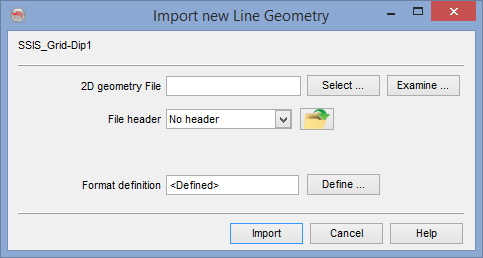 Import new Line Geometry
SSIS_Grid-Dip1
2D geometry File Select ... Examine ...
File header No header
Format definition <Defined> Define ...
Import Cancel Help